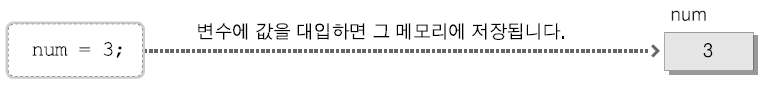 num
변수에 값을 대입하면 그 메모리에 저장됩니다.
num = 3;
3